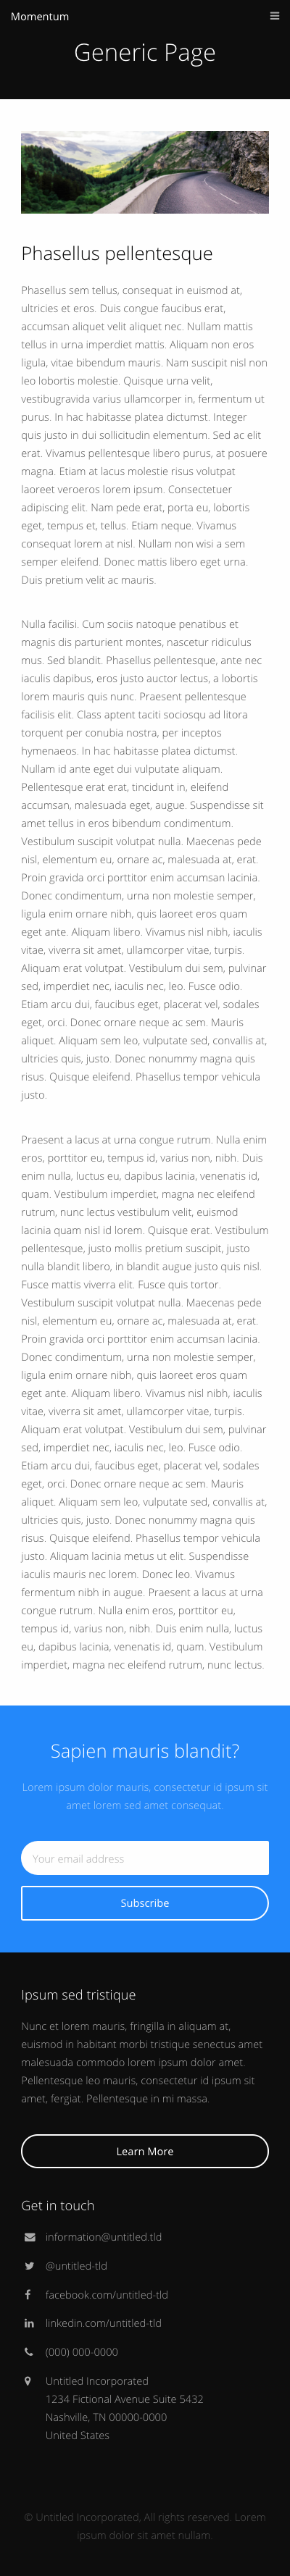 Momentum
Generic Page
Phasellus pellentesque
Phasellus sem tellus, consequat in euismod at,
ultricies et eros. Duis congue faucibus erat,
accumsan aliquet velit aliquet nec. Nullam mattis
tellus in urna imperdiet mattis. Aliquam non eros
ligula, vitae bibendum mauris. Nam suscipit nisl non
leo lobortis molestie. Quisque urna velit,
vestibugravida varius ullamcorper in, fermentum ut
purus. In hac habitasse platea dictumst. Integer
quis justo in dui sollicitudin elementum. Sed ac elit
erat. Vivamus pellentesque libero purus, at posuere
magna. Etiam at lacus molestie risus volutpat
laoreet veroeros lorem ipsum. Consectetuer
adipiscing elit. Nam pede erat, porta eu, lobortis
eget, tempus et, tellus. Etiam neque. Vivamus
consequat lorem at nisl. Nullam non wisi a sem
semper eleifend. Donec mattis libero eget urna.
Duis pretium velit ac mauris.
Nulla facilisi. Cum sociis natoque penatibus et
magnis dis parturient montes, nascetur ridiculus
mus. Sed blandit. Phasellus pellentesque, ante nec
iaculis dapibus, eros justo auctor lectus, a lobortis
lorem mauris quis nunc. Praesent pellentesque
facilisis elit. Class aptent taciti sociosqu ad litora
torquent per conubia nostra, per inceptos
hymenaeos. In hac habitasse platea dictumst.
Nullam id ante eget dui vulputate aliquam.
Pellentesque erat erat, tincidunt in, eleifend
accumsan, malesuada eget, augue. Suspendisse sit
amet tellus in eros bibendum condimentum.
Vestibulum suscipit volutpat nulla. Maecenas pede
nisl, elementum eu, ornare ac, malesuada at, erat.
Proin gravida orci porttitor enim accumsan lacinia.
Donec condimentum, urna non molestie semper,
ligula enim ornare nibh, quis laoreet eros quam
eget ante. Aliquam libero. Vivamus nisl nibh, iaculis
vitae, viverra sit amet, ullamcorper vitae, turpis.
Aliquam erat volutpat. Vestibulum dui sem, pulvinar
sed, imperdiet nec, iaculis nec, leo. Fusce odio.
Etiam arcu dui, faucibus eget, placerat vel, sodales
eget, orci. Donec ornare neque ac sem. Mauris
aliquet. Aliquam sem leo, vulputate sed, convallis at,
ultricies quis, justo. Donec nonummy magna quis
risus. Quisque eleifend. Phasellus tempor vehicula
justo.
Praesent a lacus at urna congue rutrum. Nulla enim
eros, porttitor eu, tempus id, varius non, nibh. Duis
enim nulla, luctus eu, dapibus lacinia, venenatis id,
quam. Vestibulum imperdiet, magna nec eleifend
rutrum, nunc lectus vestibulum velit, euismod
lacinia quam nisl id lorem. Quisque erat. Vestibulum
pellentesque, justo mollis pretium suscipit, justo
nulla blandit libero, in blandit augue justo quis nisl.
Fusce mattis viverra elit. Fusce quis tortor.
Vestibulum suscipit volutpat nulla. Maecenas pede
nisl, elementum eu, ornare ac, malesuada at, erat.
Proin gravida orci porttitor enim accumsan lacinia.
Donec condimentum, urna non molestie semper,
ligula enim ornare nibh, quis laoreet eros quam
eget ante. Aliquam libero. Vivamus nisl nibh, iaculis
vitae, viverra sit amet, ullamcorper vitae, turpis.
Aliquam erat volutpat. Vestibulum dui sem, pulvinar
sed, imperdiet nec, iaculis nec, leo. Fusce odio.
Etiam arcu dui, faucibus eget, placerat vel, sodales
eget, orci. Donec ornare neque ac sem. Mauris
aliquet. Aliquam sem leo, vulputate sed, convallis at,
ultricies quis, justo. Donec nonummy magna quis
risus. Quisque eleifend. Phasellus tempor vehicula
justo. Aliquam lacinia metus ut elit. Suspendisse
iaculis mauris nec lorem. Donec leo. Vivamus
fermentum nibh in augue. Praesent a lacus at urna
congue rutrum. Nulla enim eros, porttitor eu,
tempus id, varius non, nibh. Duis enim nulla, luctus
eu, dapibus lacinia, venenatis id, quam. Vestibulum
imperdiet, magna nec eleifend rutrum, nunc lectus.
Sapien mauris blandit?
Lorem ipsum dolor mauris, consectetur id ipsum sit
amet lorem sed amet consequat.
Your email address
Subscribe
Ipsum sed tristique
Nunc et lorem mauris, fringilla in aliquam at,
euismod in habitant morbi tristique senectus amet
malesuada commodo lorem ipsum dolor amet.
Pellentesque leo mauris, consectetur id ipsum sit
amet, fergiat. Pellentesque in mi massa.
Learn More
Get in touch
information@untitled.tld
@untitled-tld
facebook.com/untitled-tld
linkedin.com/untitled-tld
(000) 000-0000
Untitled Incorporated
1234 Fictional Avenue Suite 5432
Nashville, TN 00000-0000
United States
© Untitled Incorporated, All rights reserved. Lorem
ipsum dolor sit amet nullam.